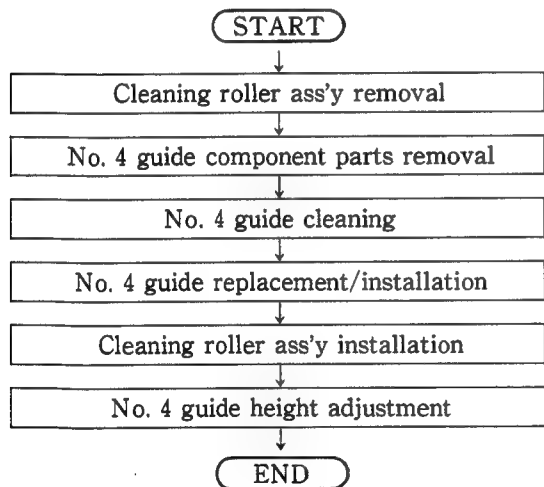 START
Cleaning roller ass'y removal
No. 4 guide component parts removal
No. 4 guide cleaning
No. 4 guide replacement/installation
Cleaning roller ass'y installation
No. 4 guide height adjustment
END